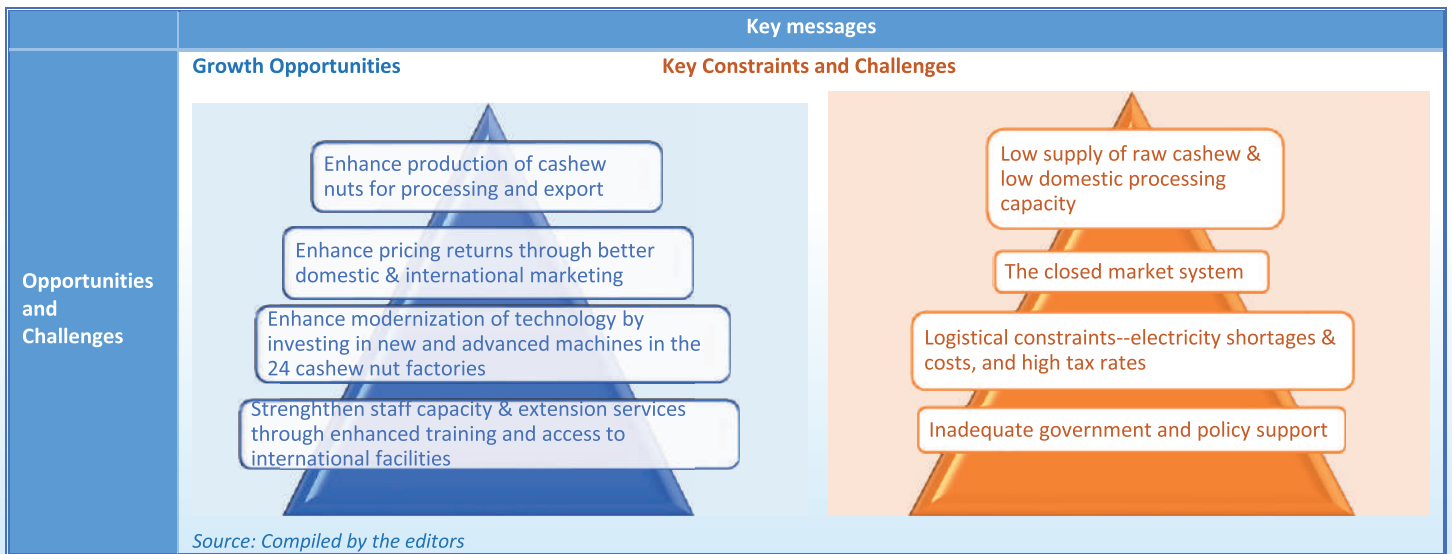 Key messages
Opportunities
and
Challenges
Growth Opportunities
Enhance production of cashew
nuts for processing and export
Enhance pricing returns through better
domestic & international marketing
Enhance modernization of technology by
investing in new and advanced machines in the
24 cashew nut factories
Strenghthen staff capacity & extension services
through enhanced training and access to
international facilities
Key Constraints and Challenges
Low supply of raw cashew &
low domestic processing
capacity
The closed market system
Logistical constraints--electricity shortages &
costs, and high tax rates
Inadequate government and policy support
Source: Compiled by the editors